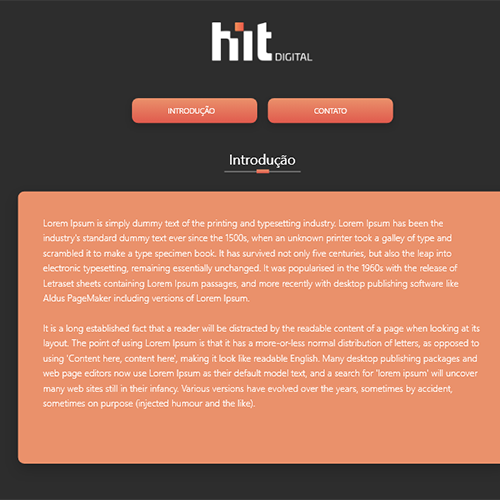 hit DIGITAL
INTRODUÇÃO CONTATO
Introdução
Lorem Ipsum is simply dummy text of the printing and typesetting industry. Lorem Ipsum has been the
industry's standard dummy text ever since the 1500s, when an unknown printer took a galley of type and
scrambled it to make a type specimen book. It has survived not only five centuries, but also the leap into
electronic typesetting, remaining essentially unchanged. It was popularised in the 1960s with the release of
Letraset sheets containing Lorem Ipsum passages, and more recently with desktop publishing software like
Aldus PageMaker including versions of Lorem Ipsum.
It is a long established fact that a reader will be distracted by the readable content of a page when looking at its
layout. The point of using Lorem Ipsum is that it has a more-or-less normal distribution of letters, as opposed to
using 'Content here, content here', making it look like readable English. Many desktop publishing packages and
web page editors now use Lorem Ipsum as their default model text, and a search for 'lorem ipsum' will uncover
many web sites still in their infancy. Various versions have evolved over the years, sometimes by accident,
sometimes on purpose (injected humour and the like).